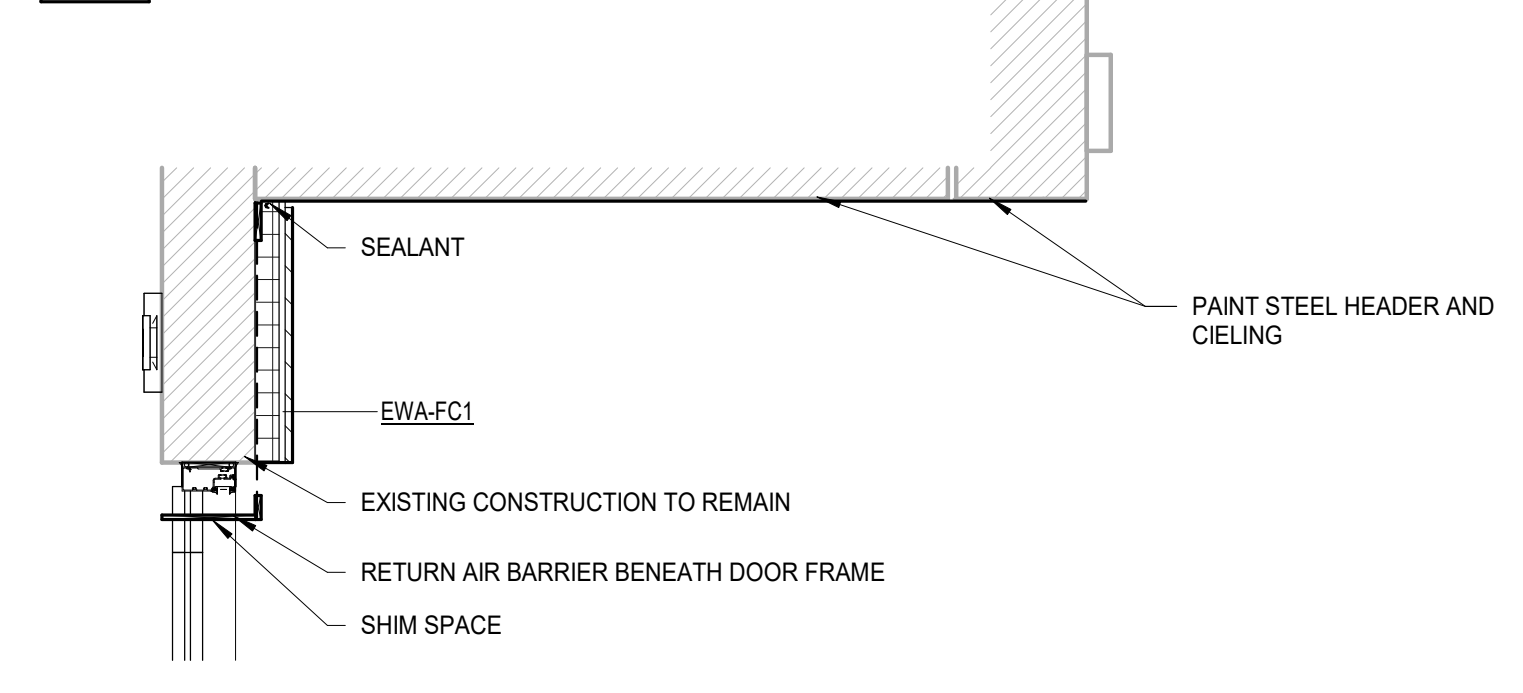 SEALANT
PAINT STEEL HEADER AND
CIELING
EWA-FC1
EXISTING CONSTRUCTION TO REMAIN
RETURN AIR BARRIER BENEATH DOOR FRAME
SHIM SPACE